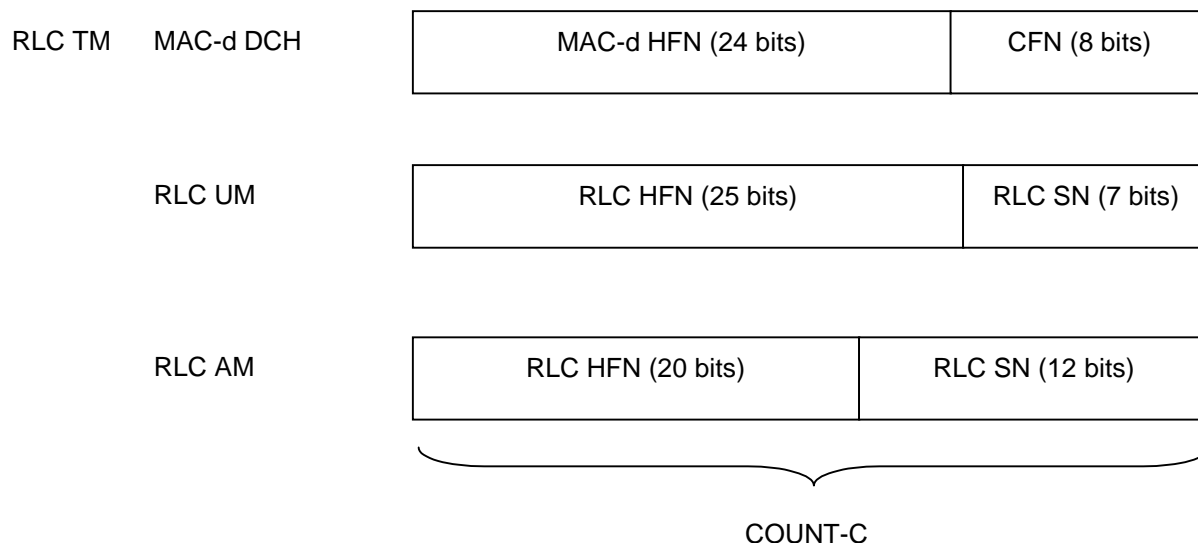 RLC TM MAC-d DCH MAC-d HFN (24 bits) CFN (8 bits)
RLC UM RLC HFN (25 bits) RLC SN (7 bits)
RLC AM RLC HFN (20 bits) RLC SN (12 bits)
COUNT-C